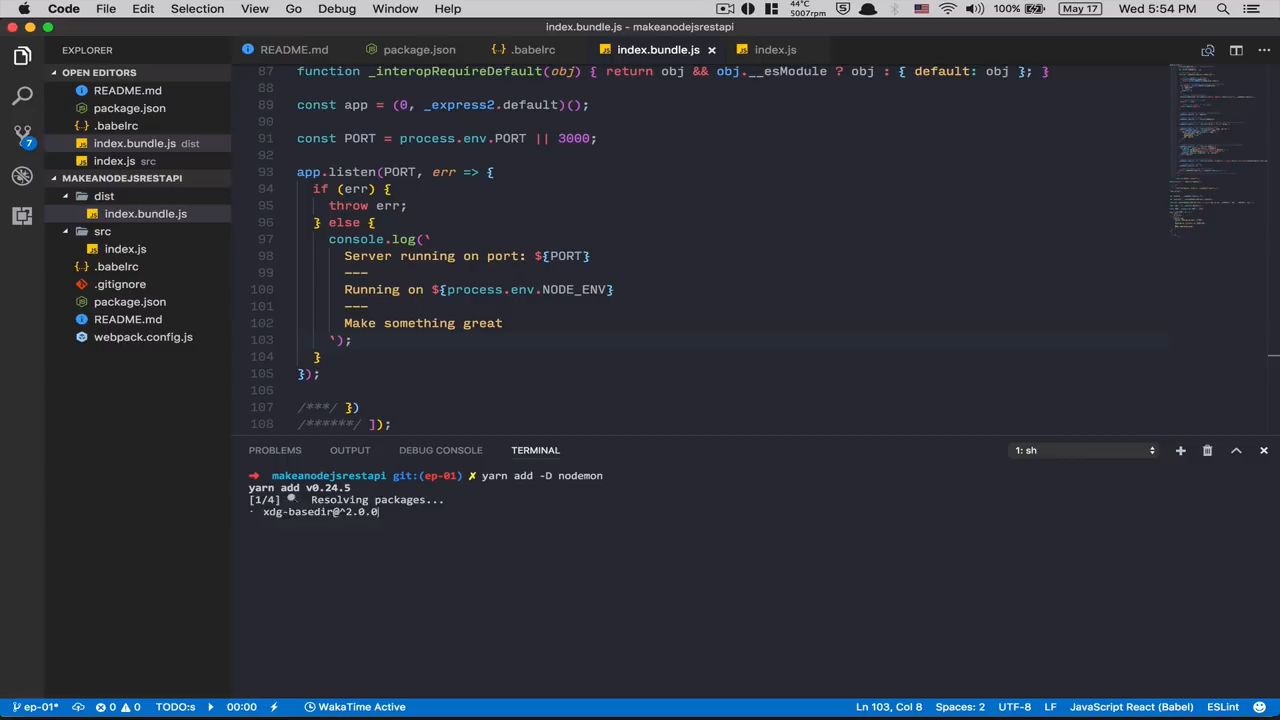 Code File Edit Selection View Go Debug Window Help 44°C 5007rpm 100% May 17 Wed 5:54 PM
index.bundle.js - makeanodejsrestapi
EXPLORER
README.md package.json .babelrc index.bundle.js index.js
OPEN EDITORS
README.md
package.json
.babelrc
index.bundle.js dist
index.js src
MAKEANODEJSRESTAPI
dist
index.bundle.js
src
index.js
.babelrc
.gitignore
package.json
README.md
webpack.config.js
7
87 function _interopRequireDefault(obj) { return obj && obj.__esModule ? obj : { default: obj }; }
88
89 const app = (0, _express2.default)();
90
91 const PORT = process.env.PORT || 3000;
92
93 app.listen(PORT, err => {
94 if (err) {
95 throw err;
96 } else {
97 console.log(`
98 Server running on port: ${PORT}
99 ---
100 Running on ${process.env.NODE_ENV}
101 ---
102 Make something great
103 `);
104 }
105 });
106
107 /***/ })
108 /******/ ]);
PROBLEMS OUTPUT DEBUG CONSOLE TERMINAL 1: sh
➜ makeanodejsrestapi git:(ep-01) ✗ yarn add -D nodemon
yarn add v0.24.5
[1/4] 🔍 Resolving packages...
⠂ xdg-basedir@^2.0.0
ep-01* 0 0 TODO:s 00:00 WakaTime Active Ln 103, Col 8 Spaces: 2 UTF-8 LF JavaScript React (Babel) ESLint